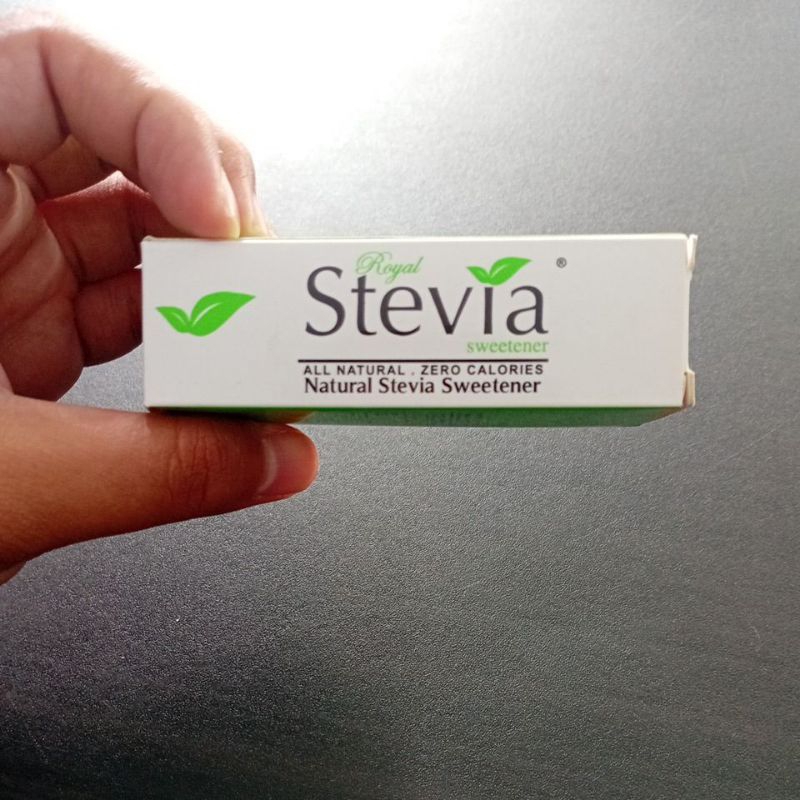 Royal
Stevia ®
sweetener
ALL NATURAL . ZERO CALORIES
Natural Stevia Sweetener